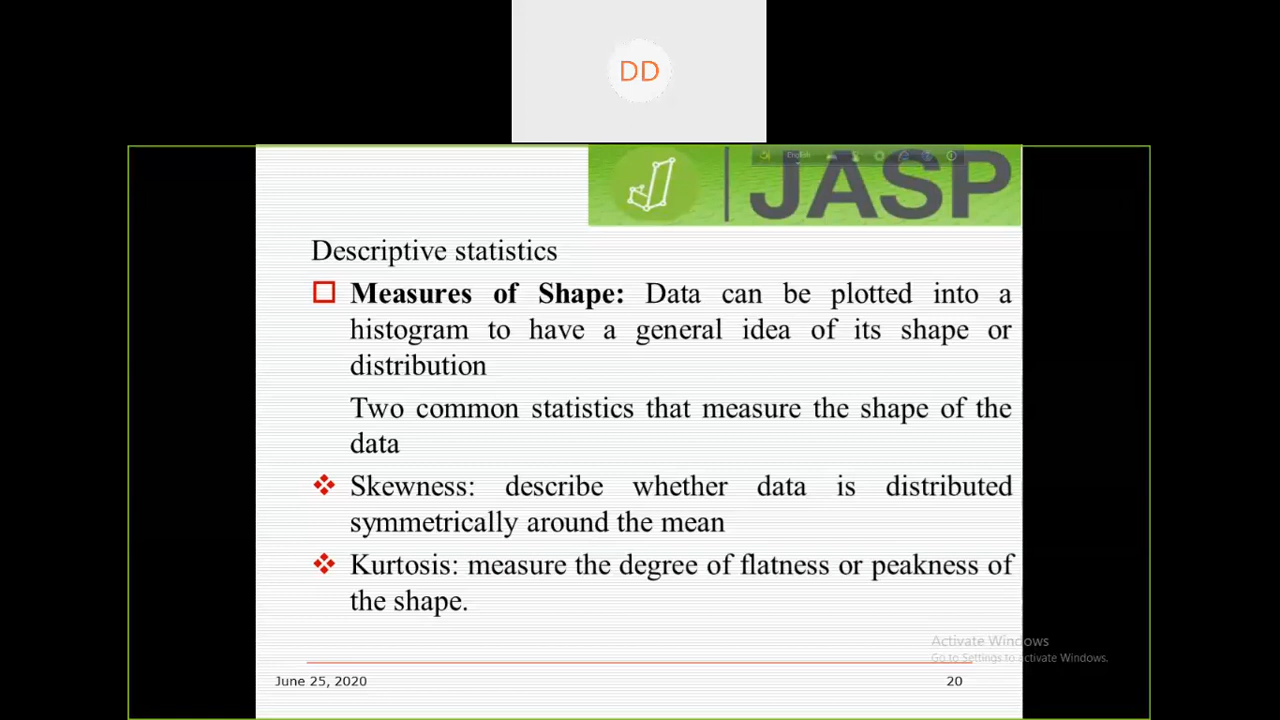 DD
English
JASP
Descriptive statistics
Measures of Shape: Data can be plotted into a
histogram to have a general idea of its shape or
distribution
Two common statistics that measure the shape of the
data
Skewness: describe whether data is distributed
symmetrically around the mean
Kurtosis: measure the degree of flatness or peakness of
the shape.
Activate Windows
Go to Settings to activate Windows.
June 25, 2020
20